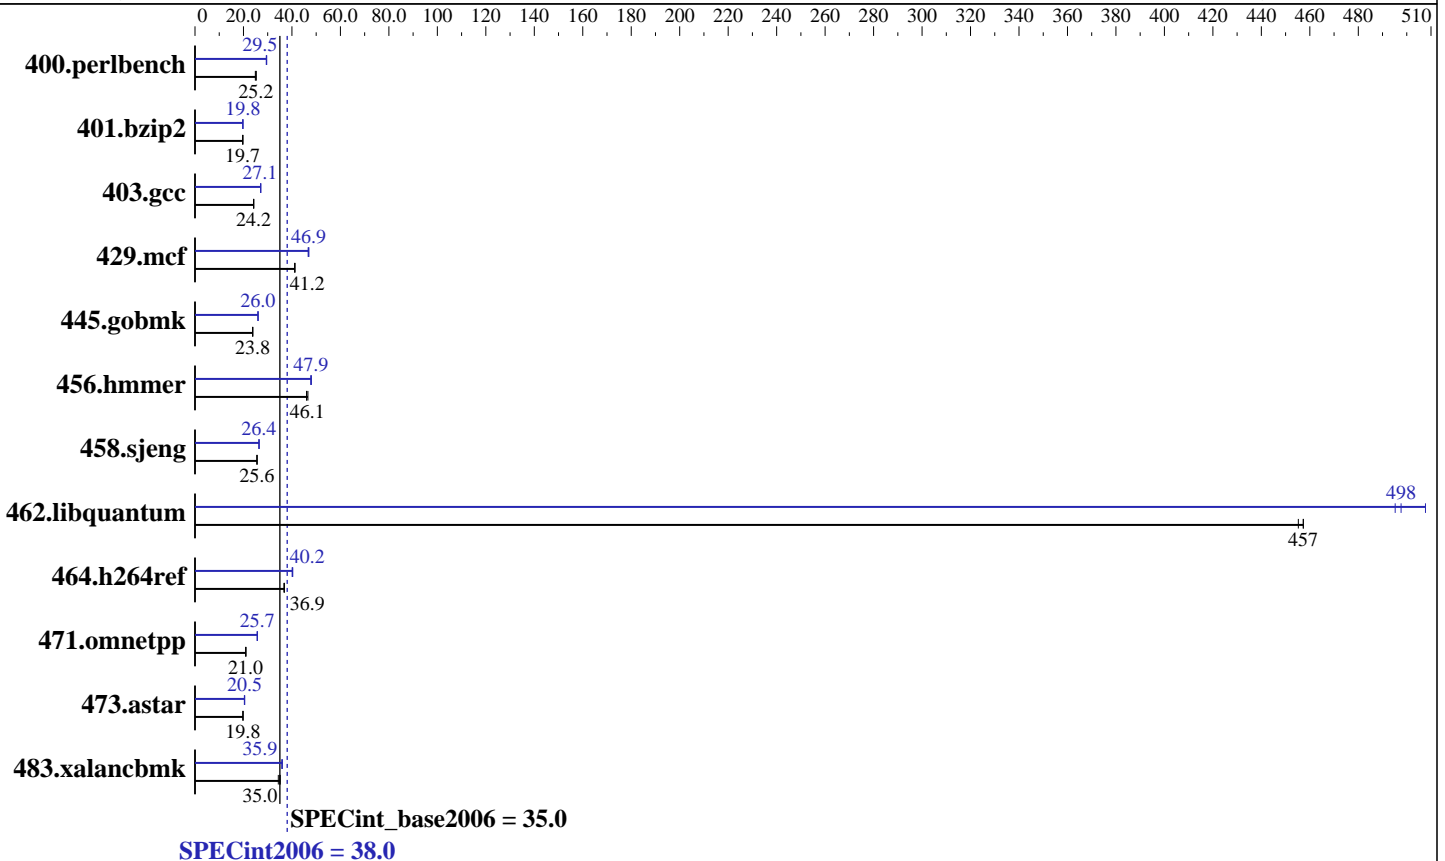 0 20.0 40.0 60.0 80.0 100 120 140 160 180 200 220 240 260 280 300 320 340 360 380 400 420 440 460 480 510
29.5
400.perlbench
25.2
19.8
401.bzip2
19.7
27.1
403.gcc
24.2
46.9
429.mcf
41.2
26.0
445.gobmk
23.8
47.9
456.hmmer
46.1
26.4
458.sjeng
25.6
498
462.libquantum
457
40.2
464.h264ref
36.9
25.7
471.omnetpp
21.0
20.5
473.astar
19.8
35.9
483.xalancbmk
35.0
SPECint_base2006 = 35.0
SPECint2006 = 38.0